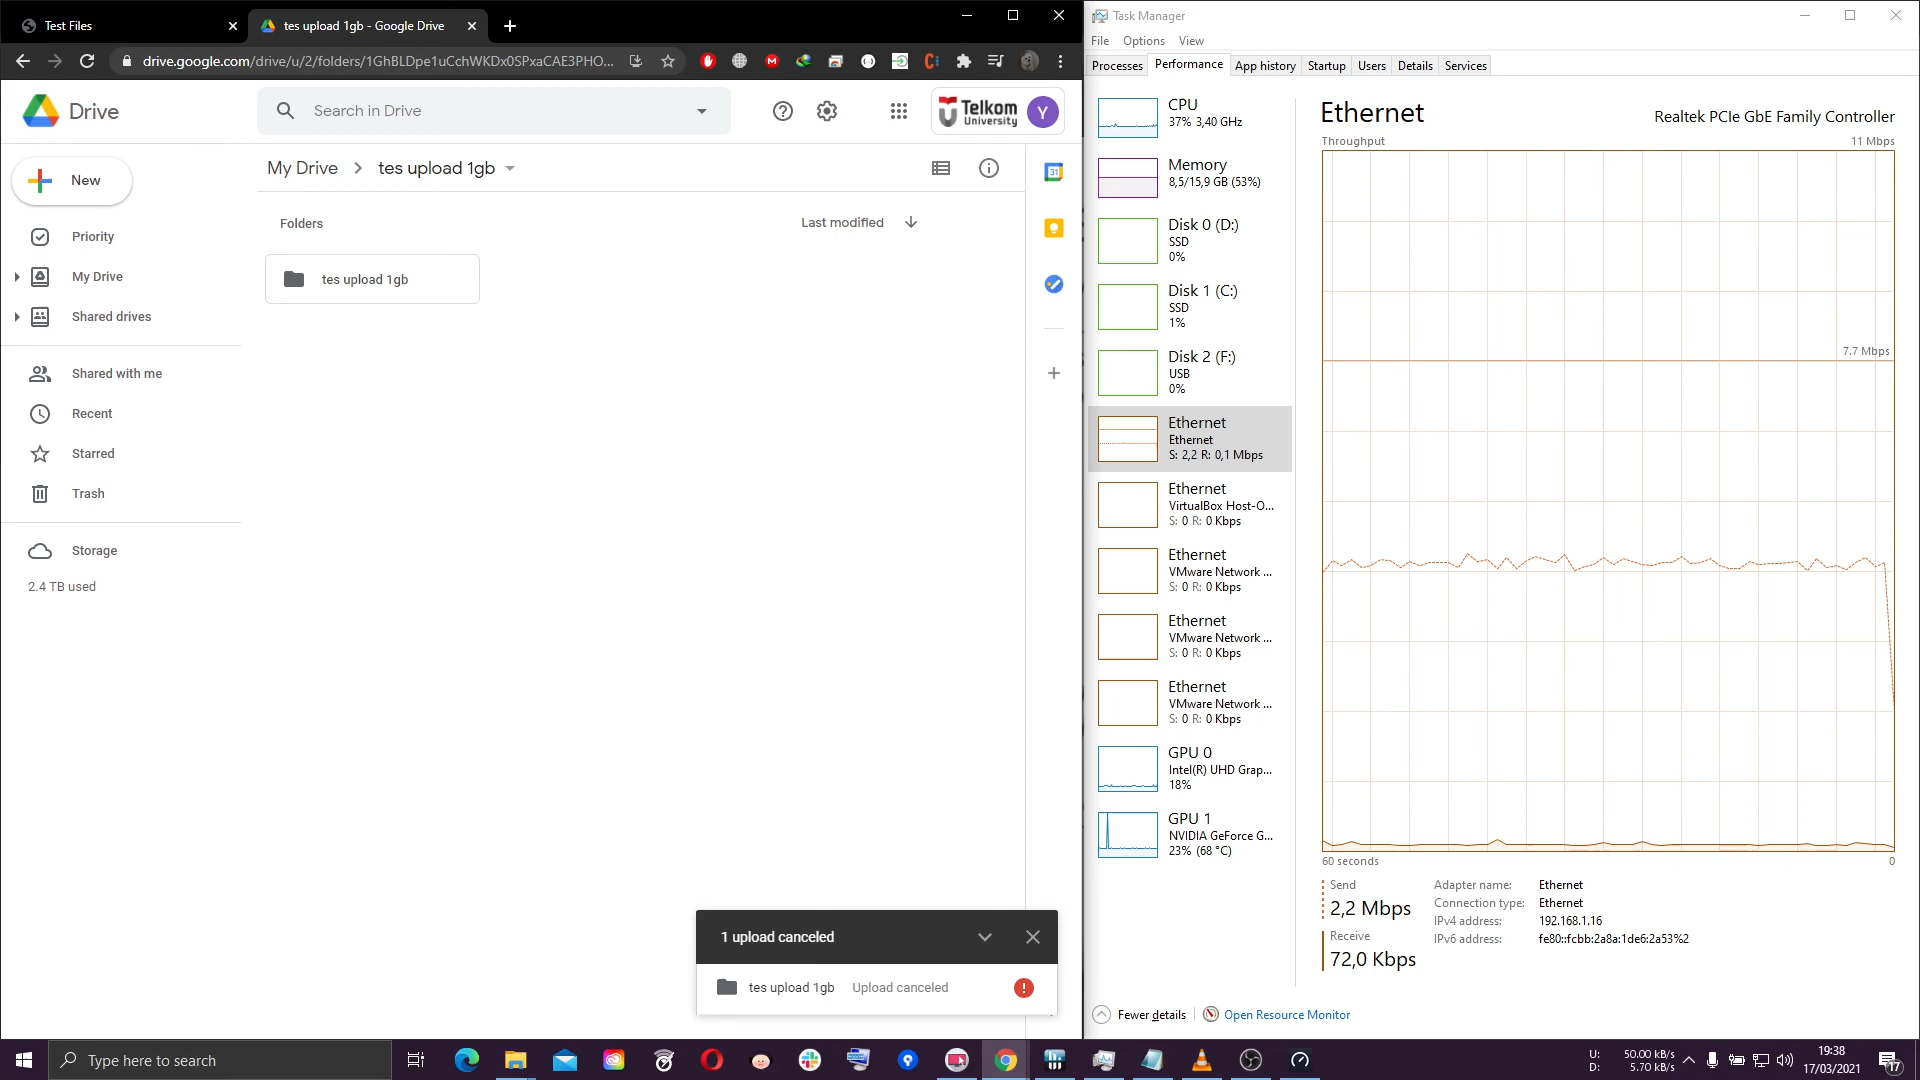 Test Files
tes upload 1gb - Google Drive
drive.google.com/drive/u/2/folders/1GhBLDpe1uCchWKDx0SPxaCAE3PHO...
Drive
Search in Drive
Telkom
University
Y
New
Priority
My Drive
Shared drives
Shared with me
Recent
Starred
Trash
Storage
2.4 TB used
My Drive
tes upload 1gb
Folders
Last modified
tes upload 1gb
31
1 upload canceled
tes upload 1gb Upload canceled
Task Manager
File Options View
Processes Performance App history Startup Users Details Services
CPU
37% 3,40 GHz
Memory
8,5/15,9 GB (53%)
Disk 0 (D:)
SSD
0%
Disk 1 (C:)
SSD
1%
Disk 2 (F:)
USB
0%
Ethernet
Ethernet
S: 2,2 R: 0,1 Mbps
Ethernet
VirtualBox Host-O...
S: 0 R: 0 Kbps
Ethernet
VMware Network ...
S: 0 R: 0 Kbps
Ethernet
VMware Network ...
S: 0 R: 0 Kbps
Ethernet
VMware Network ...
S: 0 R: 0 Kbps
GPU 0
Intel(R) UHD Grap...
18%
GPU 1
NVIDIA GeForce G...
23% (68 °C)
Ethernet
Realtek PCIe GbE Family Controller
Throughput
11 Mbps
7.7 Mbps
60 seconds
0
Send
2,2 Mbps
Receive
72,0 Kbps
Adapter name: Ethernet
Connection type: Ethernet
IPv4 address: 192.168.1.16
IPv6 address: fe80::fcbb:2a8a:1de6:2a53%2
Fewer details
Open Resource Monitor
Type here to search
U: 50.00 kB/s
D: 5.70 kB/s
19:38
17/03/2021
17